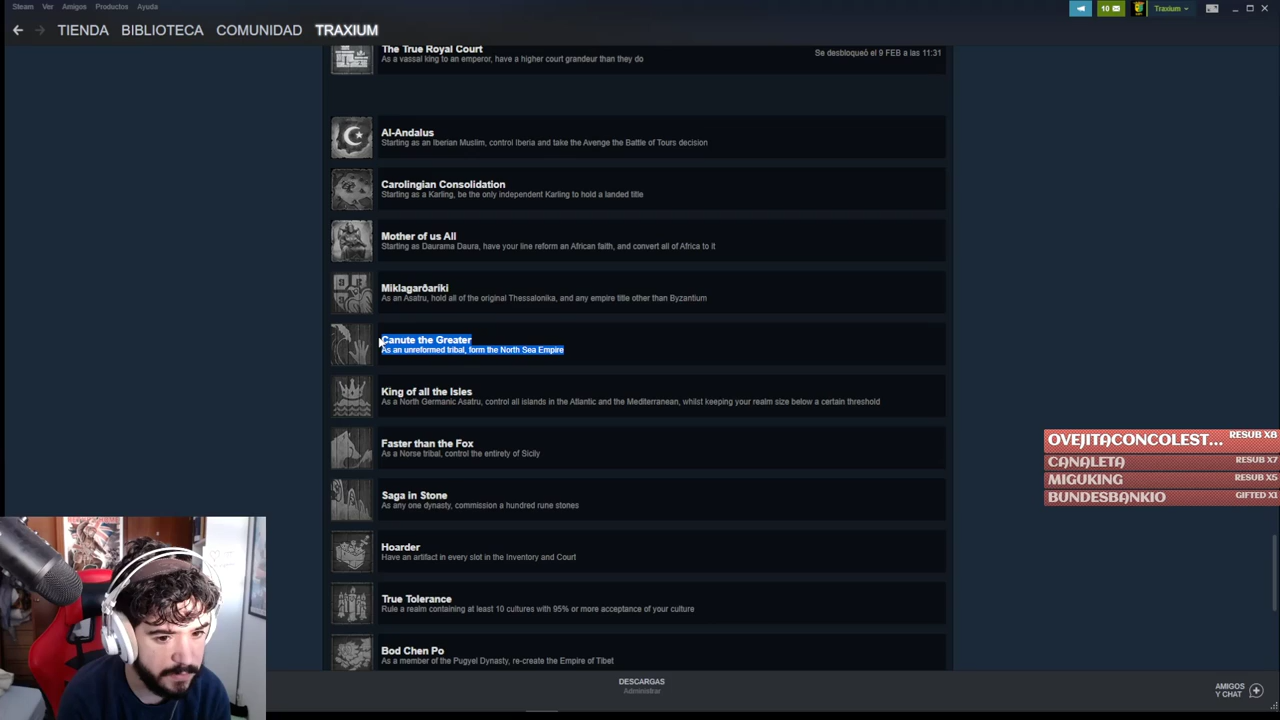 Steam Ver Amigos Productos Ayuda
10
Traxium
TIENDA BIBLIOTECA COMUNIDAD TRAXIUM
The True Royal Court
As a vassal king to an emperor, have a higher court grandeur than they do
Se desbloqueó el 9 FEB a las 11:31
Al-Andalus
Starting as an Iberian Muslim, control Iberia and take the Avenge the Battle of Tours decision
Carolingian Consolidation
Starting as a Karling, be the only independent Karling to hold a landed title
Mother of us All
Starting as Daurama Daura, have your line reform an African faith, and convert all of Africa to it
Miklagarðariki
As an Asatru, hold all of the original Thessalonika, and any empire title other than Byzantium
Canute the Greater
As an unreformed tribal, form the North Sea Empire
King of all the Isles
As a North Germanic Asatru, control all islands in the Atlantic and the Mediterranean, whilst keeping your realm size below a certain threshold
Faster than the Fox
As a Norse tribal, control the entirety of Sicily
Saga in Stone
As any one dynasty, commission a hundred rune stones
Hoarder
Have an artifact in every slot in the Inventory and Court
True Tolerance
Rule a realm containing at least 10 cultures with 95% or more acceptance of your culture
Bod Chen Po
As a member of the Pugyel Dynasty, re-create the Empire of Tibet
OVEJITACONCOLEST... RESUB X8
CANALETA RESUB X7
MIGUKING RESUB X5
BUNDESBANKIO GIFTED X1
DESCARGAS
Administrar
AMIGOS
Y CHAT